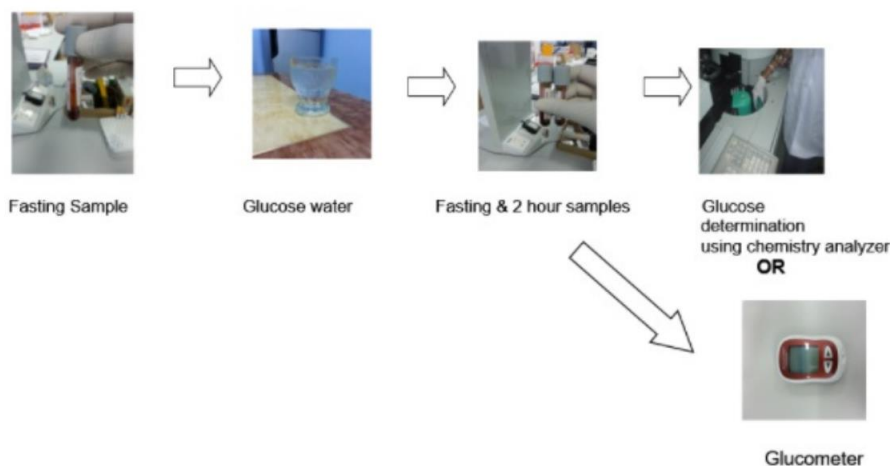 Fasting Sample
Glucose water
Fasting & 2 hour samples
Glucose
determination
using chemistry analyzer
OR
Glucometer